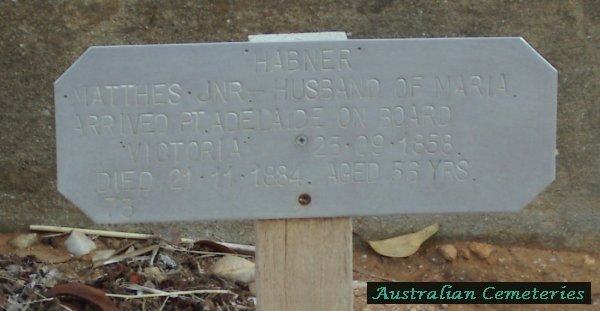 HABNER
MATTHES·JNR.- HUSBAND OF MARIA.
ARRIVED PT.ADELAIDE ON BOARD
VICTORIA 23·09·1858.
DIED 21·11·1884. AGED 56 YRS.
73
Australian Cemeteries